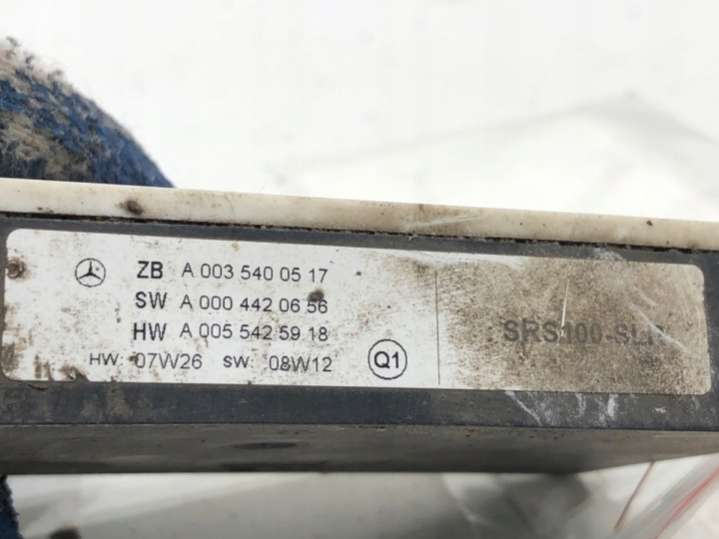 ZB A 003 540 05 17
SW A 000 442 06 56
HW A 005 542 59 18
HW: 07W26 SW: 08W12 Q1